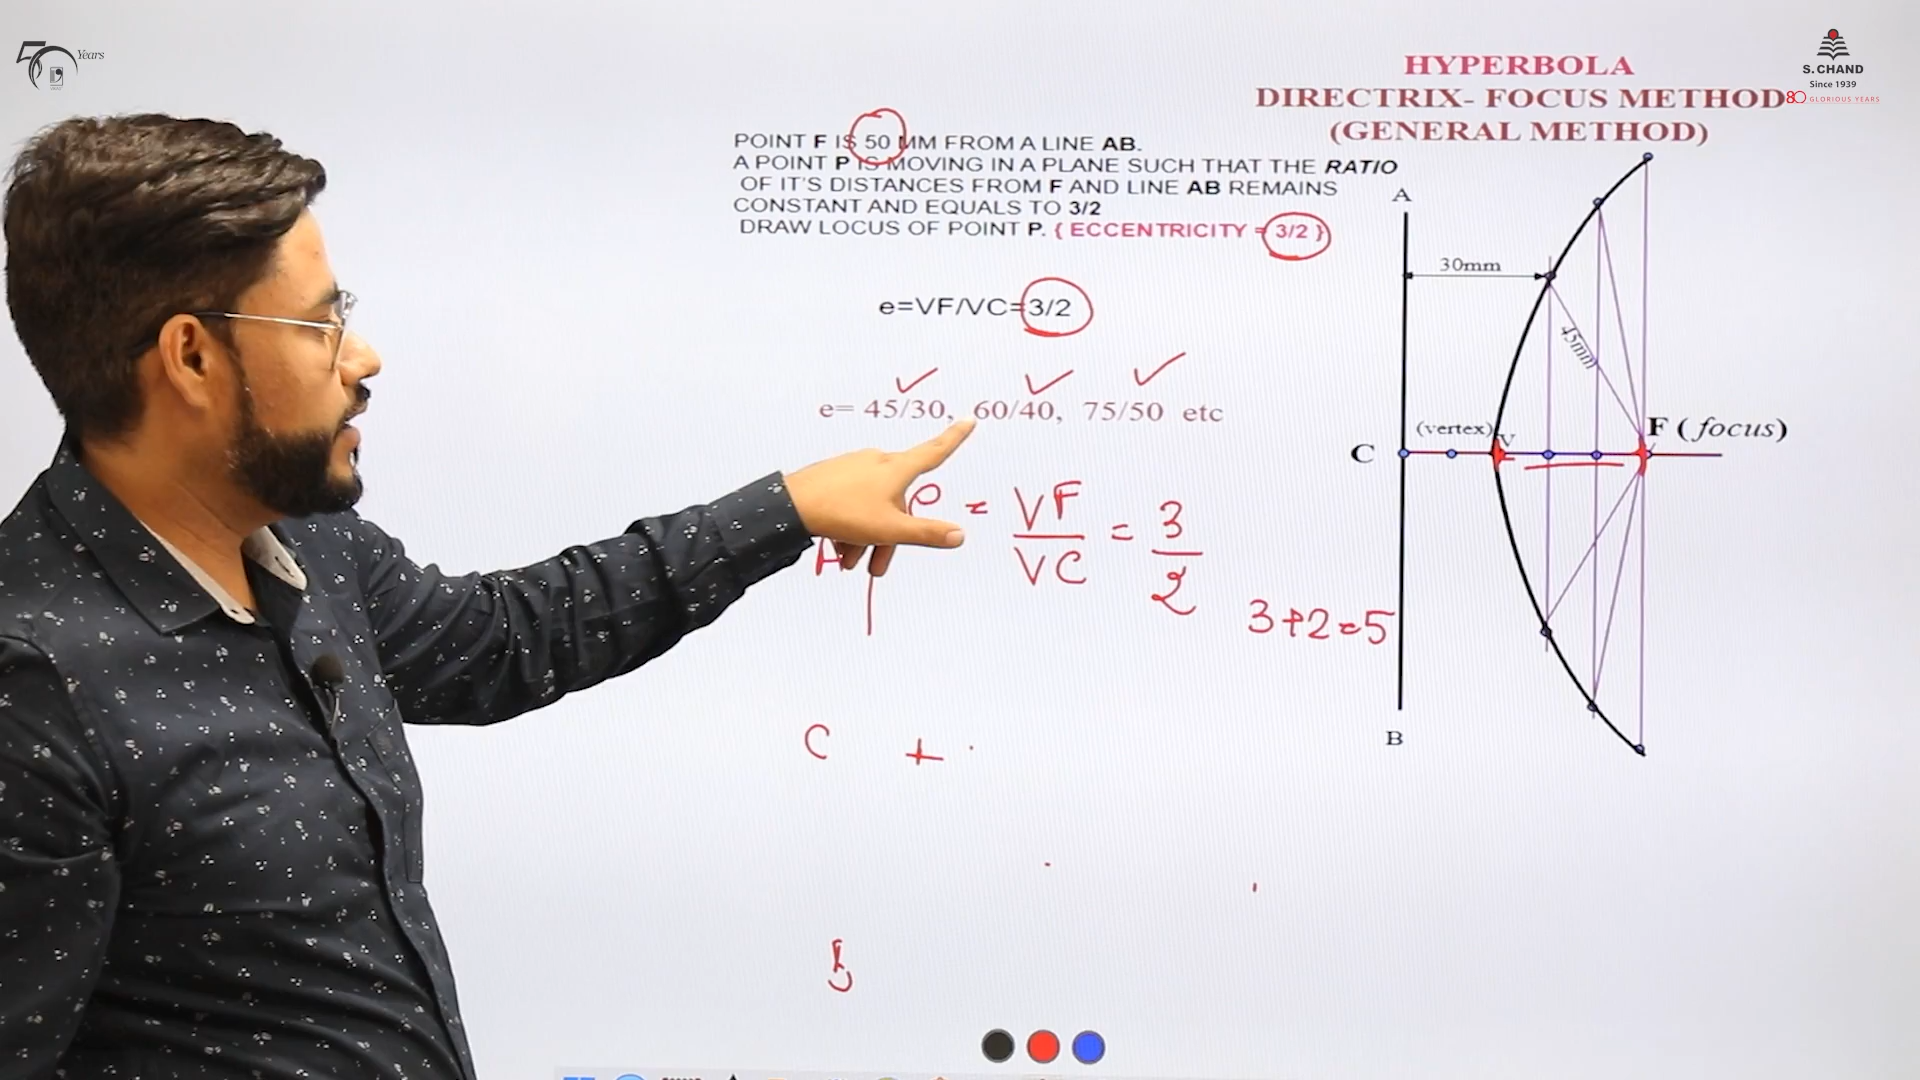 50 Years
S. CHAND
Since 1939
80 GLORIOUS YEARS
HYPERBOLA
DIRECTRIX- FOCUS METHOD
(GENERAL METHOD)
POINT F IS 50 MM FROM A LINE AB.
A POINT P IS MOVING IN A PLANE SUCH THAT THE RATIO
OF IT'S DISTANCES FROM F AND LINE AB REMAINS
CONSTANT AND EQUALS TO 3/2
DRAW LOCUS OF POINT P. { ECCENTRICITY = 3/2 }
e=VF/VC=3/2
e= 45/30, 60/40, 75/50 etc
e = VF/VC = 3/2
3+2=5
A
C
B
A
30mm
45mm
(vertex) V
F ( focus)
C
B